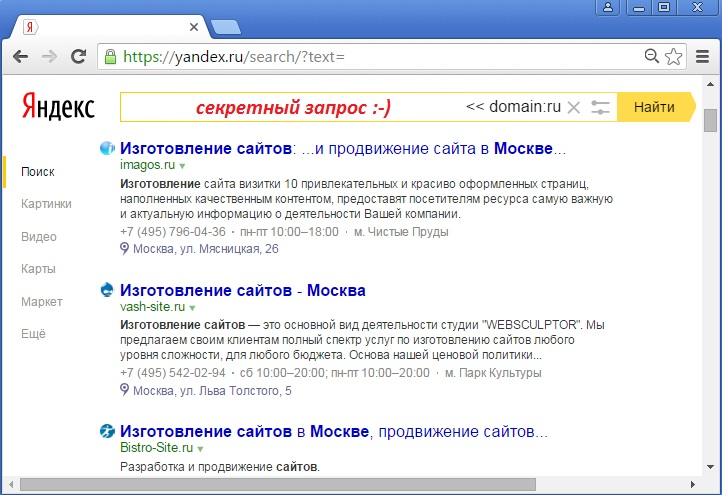 Я
https://yandex.ru/search/?text=
Яндекс
секретный запрос :-) << domain:ru
Найти
Поиск
Картинки
Видео
Карты
Маркет
Ещё
Изготовление сайтов: ...и продвижение сайта в Москве...
imagos.ru
Изготовление сайта визитки 10 привлекательных и красиво оформленных страниц,
наполненных качественным контентом, предоставят посетителям ресурса самую важную
и актуальную информацию о деятельности Вашей компании.
+7 (495) 796-04-36 · пн-пт 10:00–18:00 · м. Чистые Пруды
Москва, ул. Мясницкая, 26
Изготовление сайтов - Москва
vash-site.ru
Изготовление сайтов — это основной вид деятельности студии "WEBSCULPTOR". Мы
предлагаем своим клиентам полный спектр услуг по изготовлению сайтов любого
уровня сложности, для любого бюджета. Основа нашей ценовой политики...
+7 (495) 542-02-94 · сб 10:00–20:00; пн-пт 10:00–20:00 · м. Парк Культуры
Москва, ул. Льва Толстого, 5
Изготовление сайтов в Москве, продвижение сайтов...
Bistro-Site.ru
Разработка и продвижение сайтов.